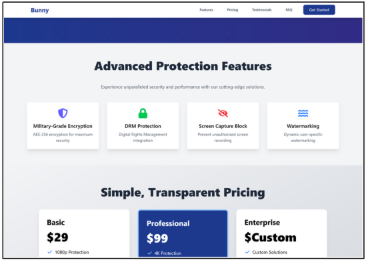 Bunny
Features Pricing Testimonials FAQ Get Started
Advanced Protection Features
Experience unparalleled security and performance with our cutting-edge solutions.
Military-Grade Encryption
AES-256 encryption for maximum
security
DRM Protection
Digital Rights Management
integration
Screen Capture Block
Prevent unauthorized screen
recording
Watermarking
Dynamic user-specific
watermarking
Simple, Transparent Pricing
Basic
$29
1080p Protection
Professional
$99
4K Protection
Enterprise
$Custom
Custom Solutions